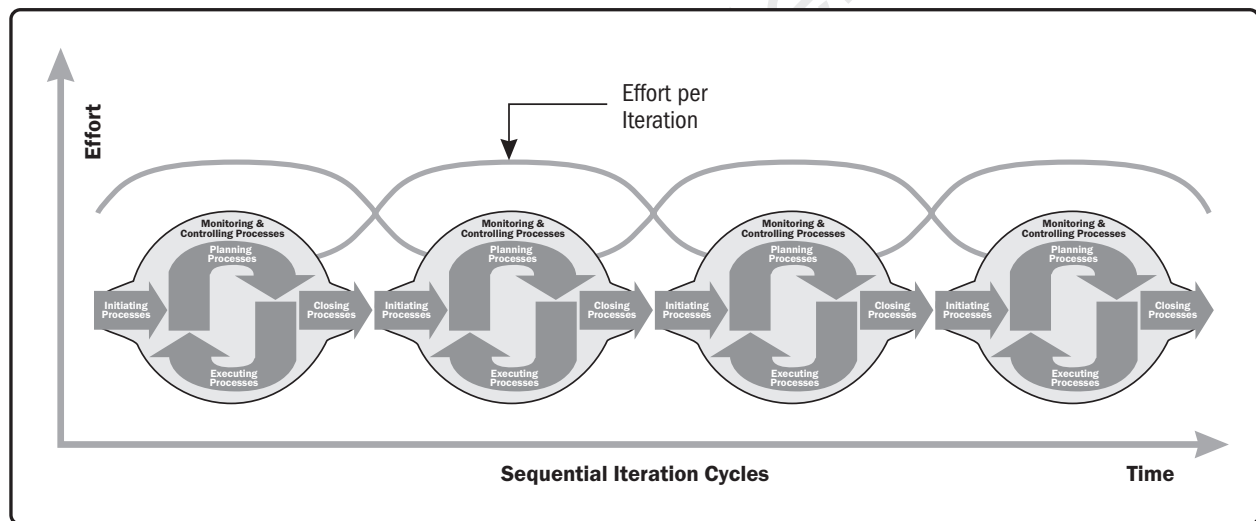 Effort
Effort per
Iteration
Monitoring &
Controlling Processes
Planning
Processes
Initiating
Processes
Closing
Processes
Executing
Processes
Monitoring &
Controlling Processes
Planning
Processes
Initiating
Processes
Closing
Processes
Executing
Processes
Monitoring &
Controlling Processes
Planning
Processes
Initiating
Processes
Closing
Processes
Executing
Processes
Monitoring &
Controlling Processes
Planning
Processes
Initiating
Processes
Closing
Processes
Executing
Processes
Sequential Iteration Cycles
Time